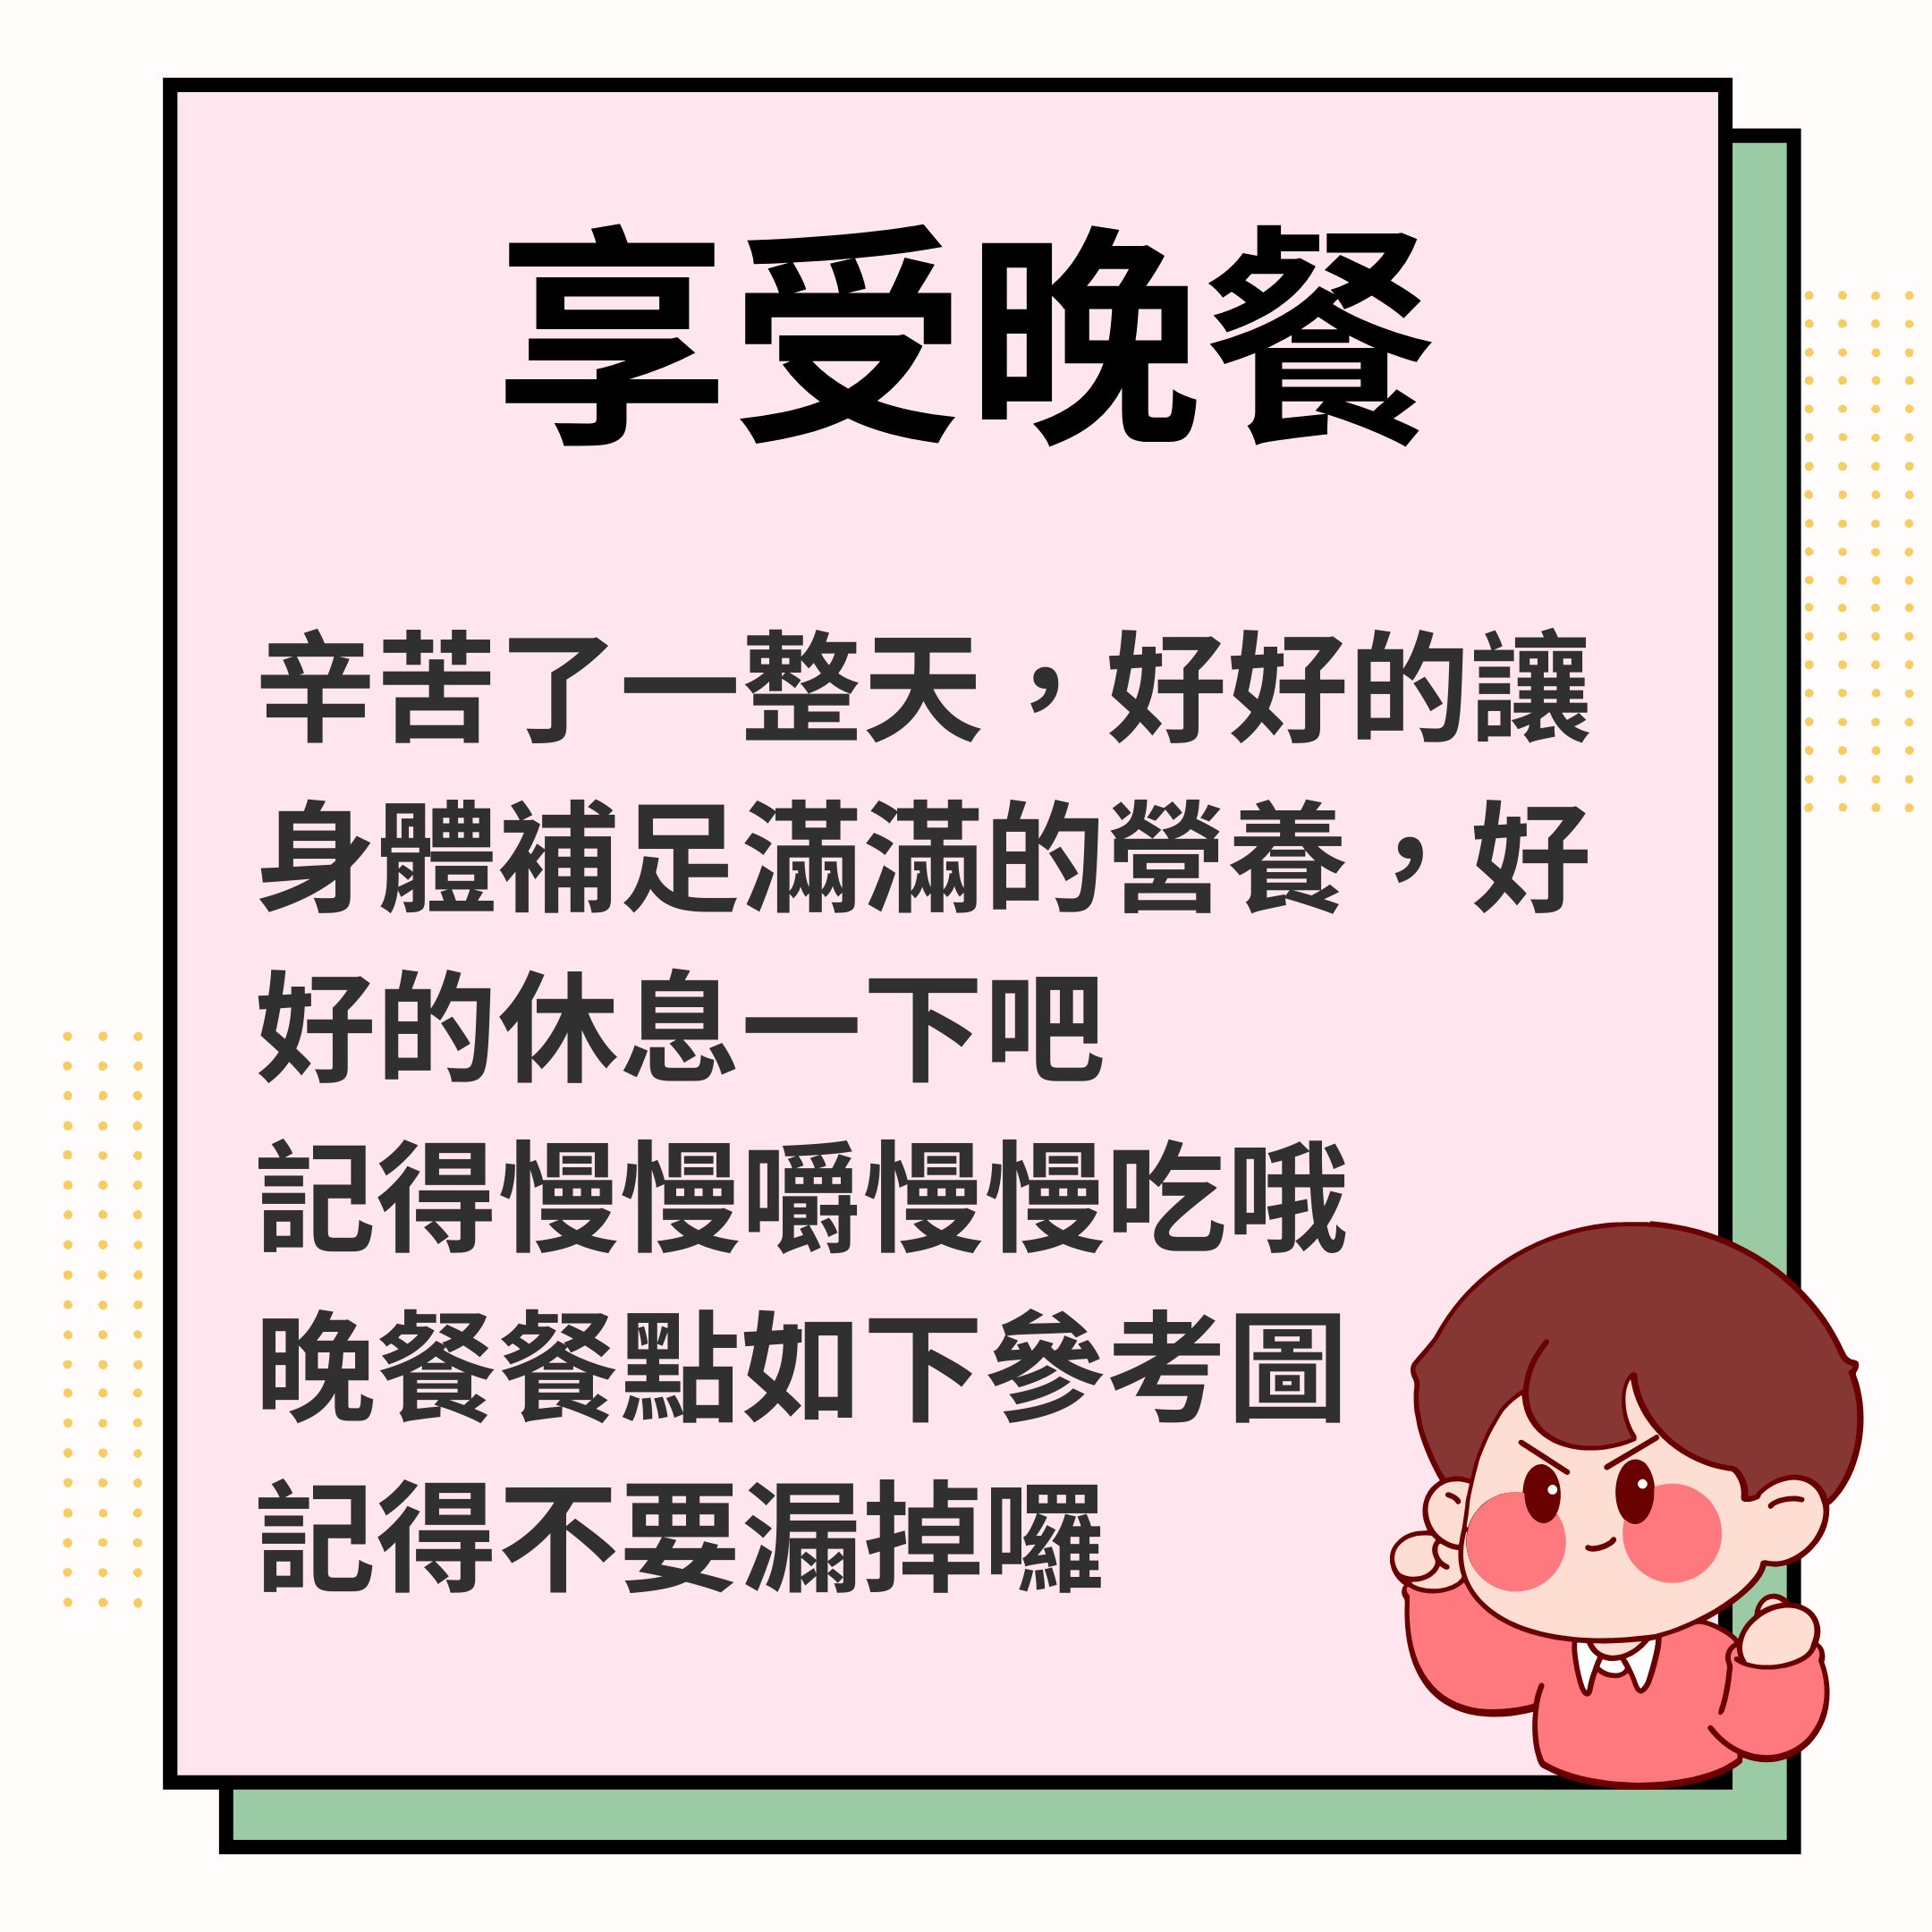 享受晚餐
辛苦了一整天，好好的讓
身體補足滿滿的營養，好
好的休息一下吧
記得慢慢嚼慢慢吃哦
晚餐餐點如下參考圖
記得不要漏掉囉